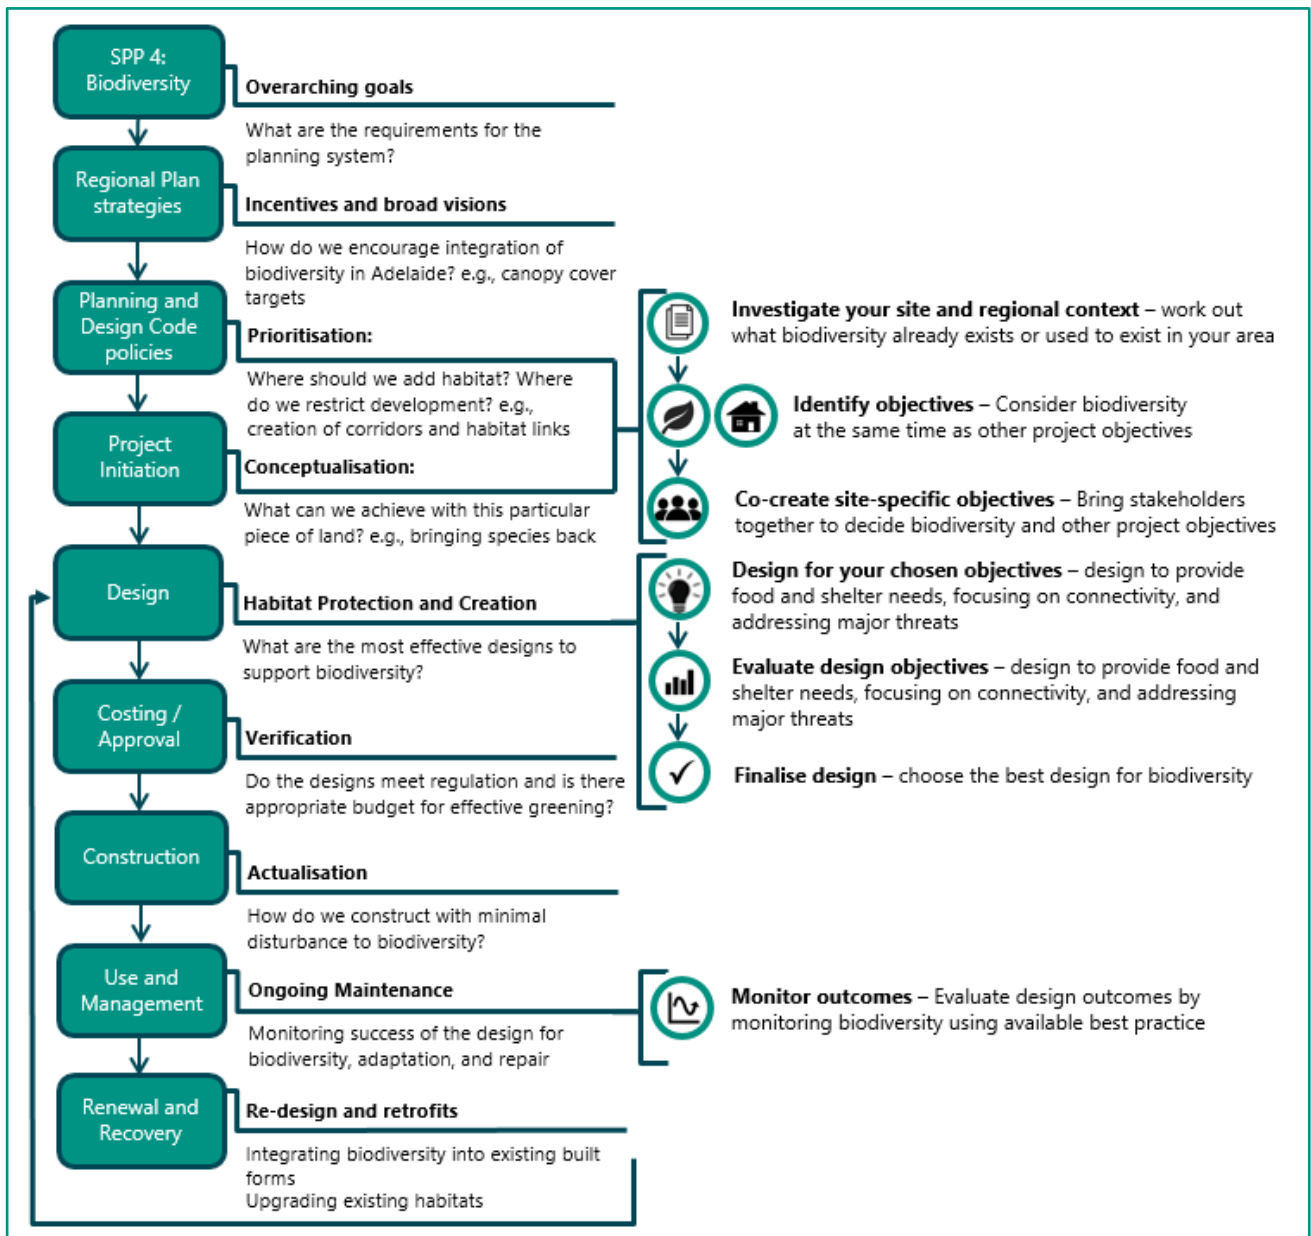 SPP 4:
Biodiversity
Overarching goals
What are the requirements for the
planning system?
Regional Plan
strategies
Incentives and broad visions
How do we encourage integration of
biodiversity in Adelaide? e.g., canopy cover
targets
Planning and
Design Code
policies
Prioritisation:
Where should we add habitat? Where
do we restrict development? e.g.,
creation of corridors and habitat links
Project
Initiation
Conceptualisation:
What can we achieve with this particular
piece of land? e.g., bringing species back
Investigate your site and regional context – work out
what biodiversity already exists or used to exist in your area
Identify objectives – Consider biodiversity
at the same time as other project objectives
Co-create site-specific objectives – Bring stakeholders
together to decide biodiversity and other project objectives
Design
Habitat Protection and Creation
What are the most effective designs to
support biodiversity?
Design for your chosen objectives – design to provide
food and shelter needs, focusing on connectivity, and
addressing major threats
Evaluate design objectives – design to provide food and
shelter needs, focusing on connectivity, and addressing
major threats
Finalise design – choose the best design for biodiversity
Costing /
Approval
Verification
Do the designs meet regulation and is there
appropriate budget for effective greening?
Construction
Actualisation
How do we construct with minimal
disturbance to biodiversity?
Use and
Management
Ongoing Maintenance
Monitoring success of the design for
biodiversity, adaptation, and repair
Monitor outcomes – Evaluate design outcomes by
monitoring biodiversity using available best practice
Renewal and
Recovery
Re-design and retrofits
Integrating biodiversity into existing built
forms
Upgrading existing habitats